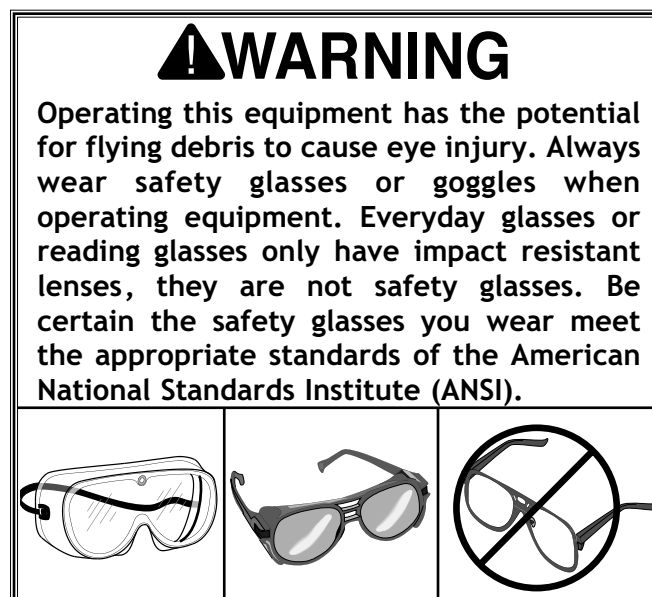 WARNING
Operating this equipment has the potential
for flying debris to cause eye injury. Always
wear safety glasses or goggles when
operating equipment. Everyday glasses or
reading glasses only have impact resistant
lenses, they are not safety glasses. Be
certain the safety glasses you wear meet
the appropriate standards of the American
National Standards Institute (ANSI).